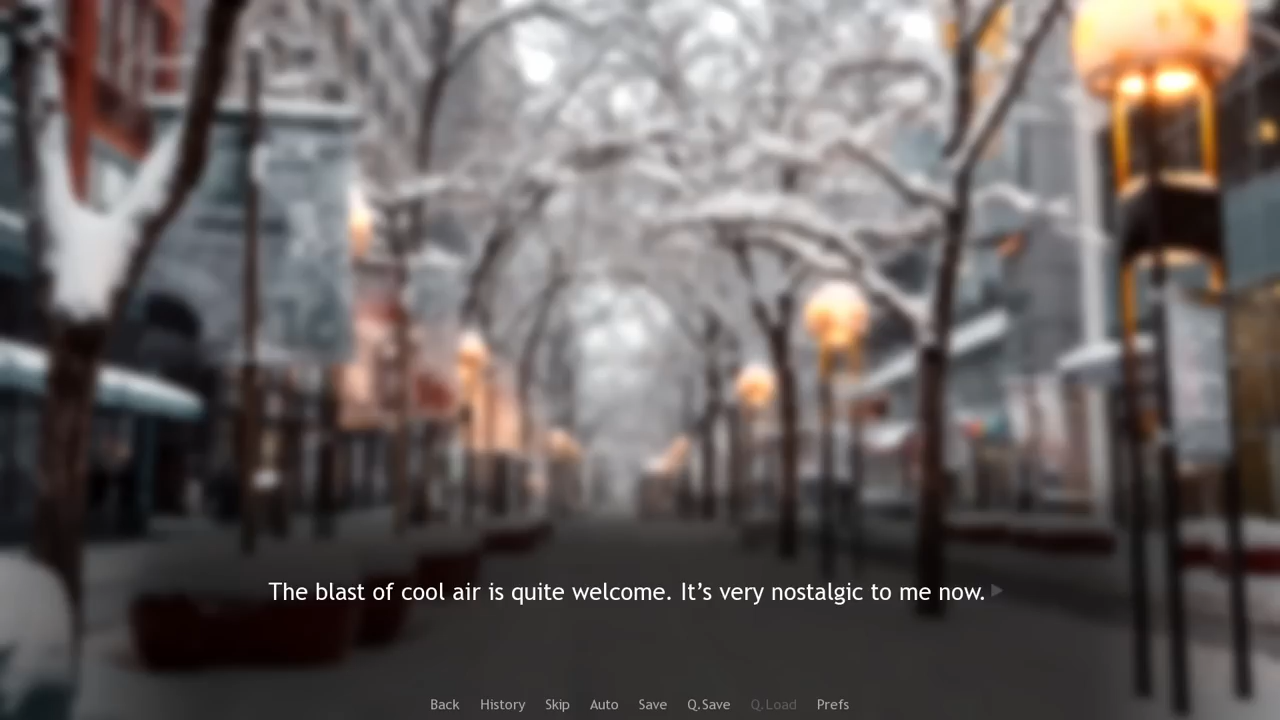 The blast of cool air is quite welcome. It’s very nostalgic to me now.
Back History Skip Auto Save Q.Save Q.Load Prefs